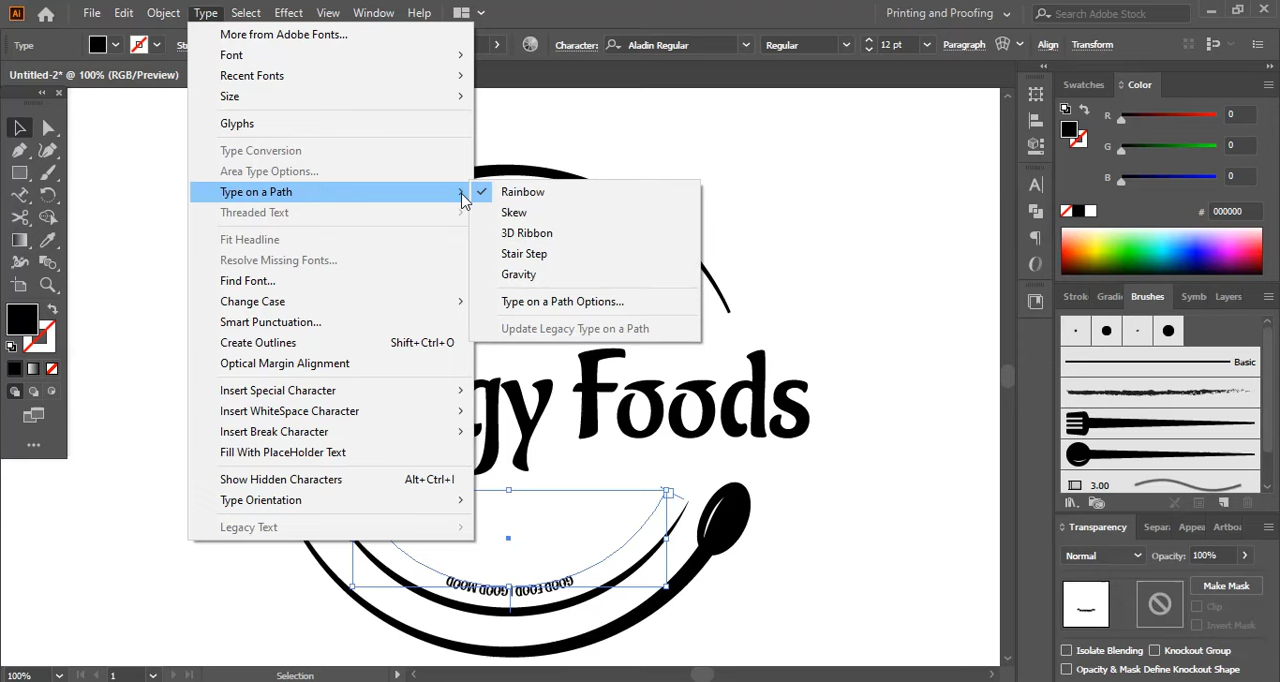 Ai File Edit Object Type Select Effect View Window Help Printing and Proofing Search Adobe Stock
Type Character: Aladin Regular Regular 12 pt Paragraph Align Transform
Untitled-2* @ 100% (RGB/Preview)
More from Adobe Fonts...
Font
Recent Fonts
Size
Glyphs
Type Conversion
Area Type Options...
Type on a Path
Threaded Text
Fit Headline
Resolve Missing Fonts...
Find Font...
Change Case
Smart Punctuation...
Create Outlines Shift+Ctrl+O
Optical Margin Alignment
Insert Special Character
Insert WhiteSpace Character
Insert Break Character
Fill With PlaceHolder Text
Show Hidden Characters Alt+Ctrl+I
Type Orientation
Legacy Text
Rainbow
Skew
3D Ribbon
Stair Step
Gravity
Type on a Path Options...
Update Legacy Type on a Path
gy Foods
GOOD FOOD | GOOD MOOD
Swatches Color
R 0
G 0
B 0
# 000000
Strok Gradi Brushes Symb Layers
Basic
3.00
Transparency Separ Appea Artboa
Normal Opacity: 100%
Make Mask
Clip
Invert Mask
Isolate Blending Knockout Group
Opacity & Mask Define Knockout Shape
100% 1 Selection